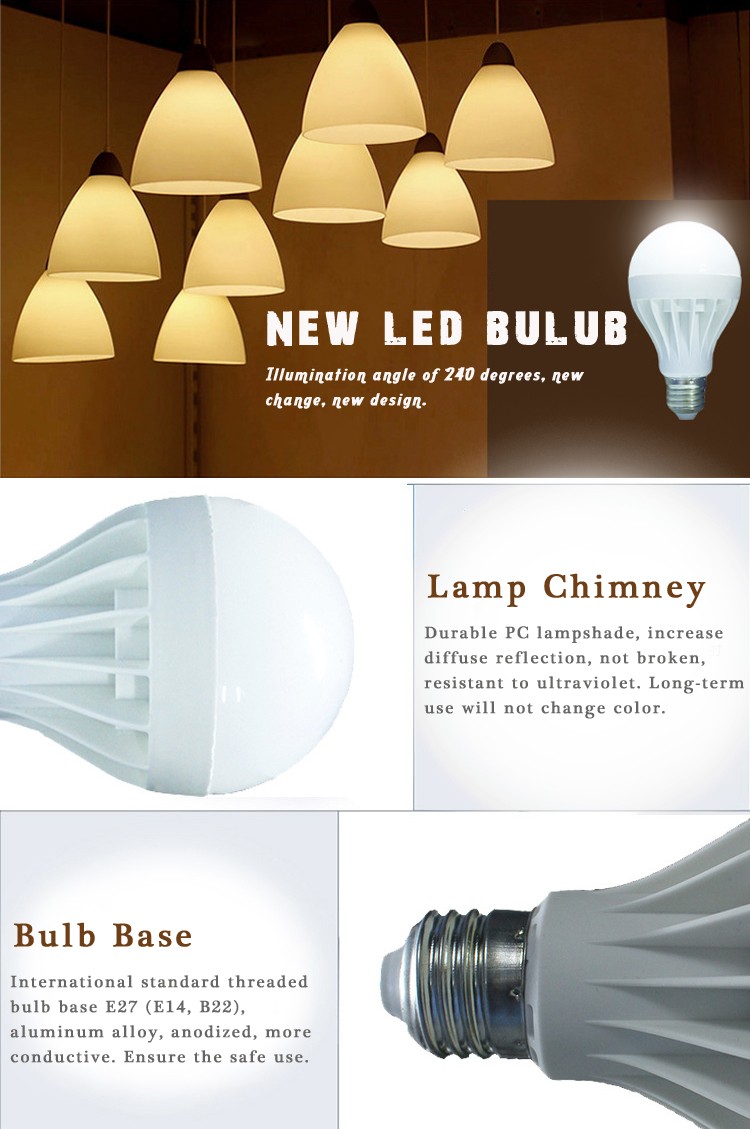 NEW LED BULUB
Illumination angle of 240 degrees, new
change, new design.
Lamp Chimney
Durable PC lampshade, increase
diffuse reflection, not broken,
resistant to ultraviolet. Long-term
use will not change color.
Bulb Base
International standard threaded
bulb base E27 (E14, B22),
aluminum alloy, anodized, more
conductive. Ensure the safe use.